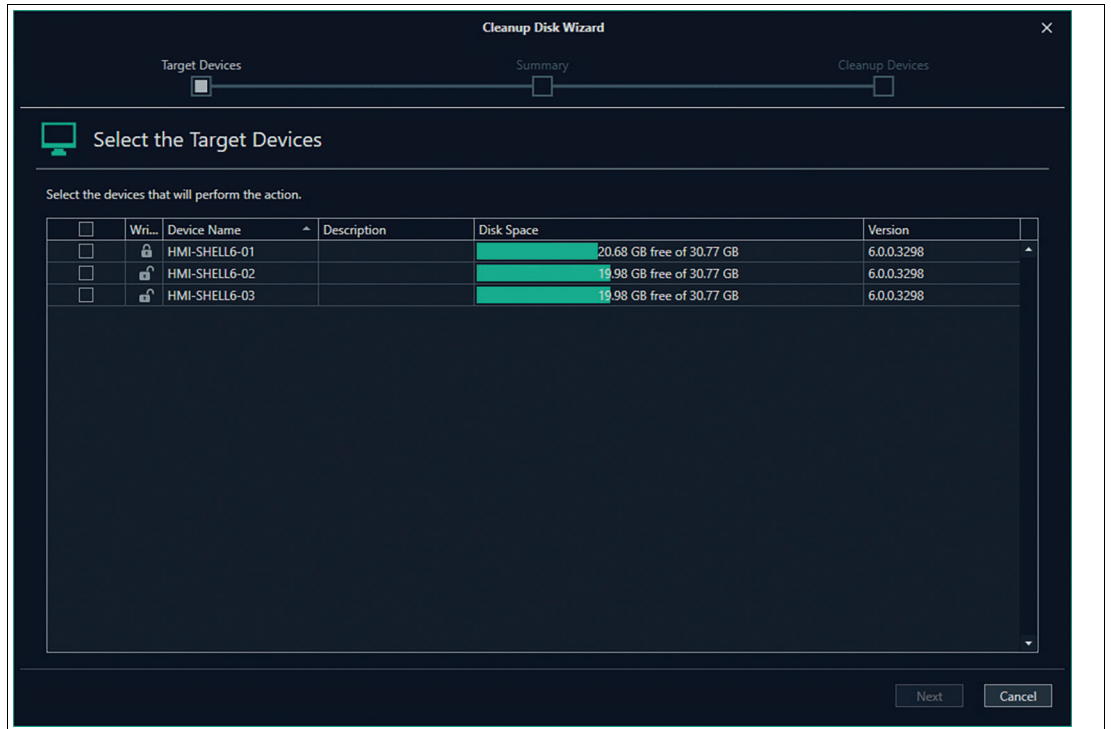 Cleanup Disk Wizard
Target Devices Summary Cleanup Devices
Select the Target Devices
Select the devices that will perform the action.
Wri... Device Name Description Disk Space Version
HMI-SHELL6-01 20.68 GB free of 30.77 GB 6.0.0.3298
HMI-SHELL6-02 19.98 GB free of 30.77 GB 6.0.0.3298
HMI-SHELL6-03 19.98 GB free of 30.77 GB 6.0.0.3298
Next Cancel